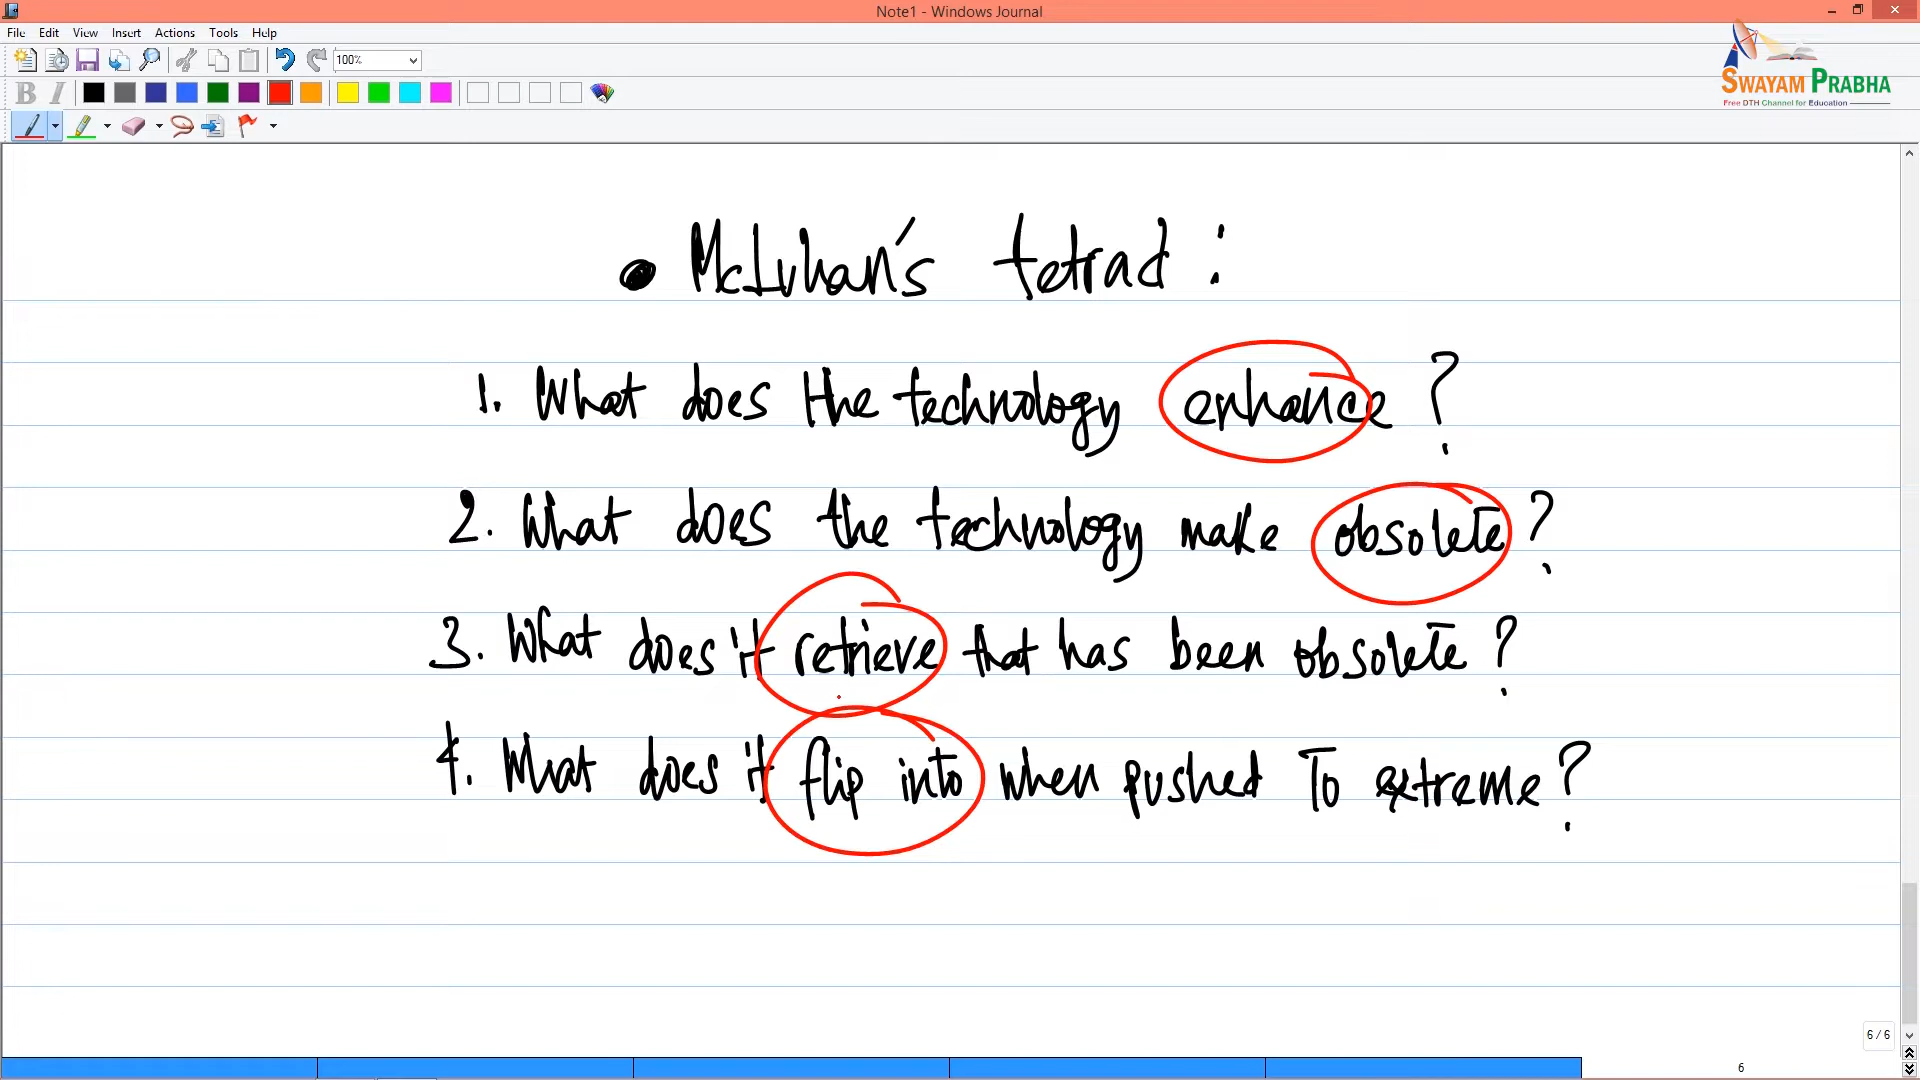 Note1 - Windows Journal
File Edit View Insert Actions Tools Help
100%
B I
SWAYAM PRABHA
Free DTH Channel for Education
• McLuhan's tetrad :
1. What does the technology enhance ?
2. What does the technology make obsolete ?
3. What does it retrieve that has been obsolete ?
4. What does it flip into when pushed to extreme ?
6 / 6
6